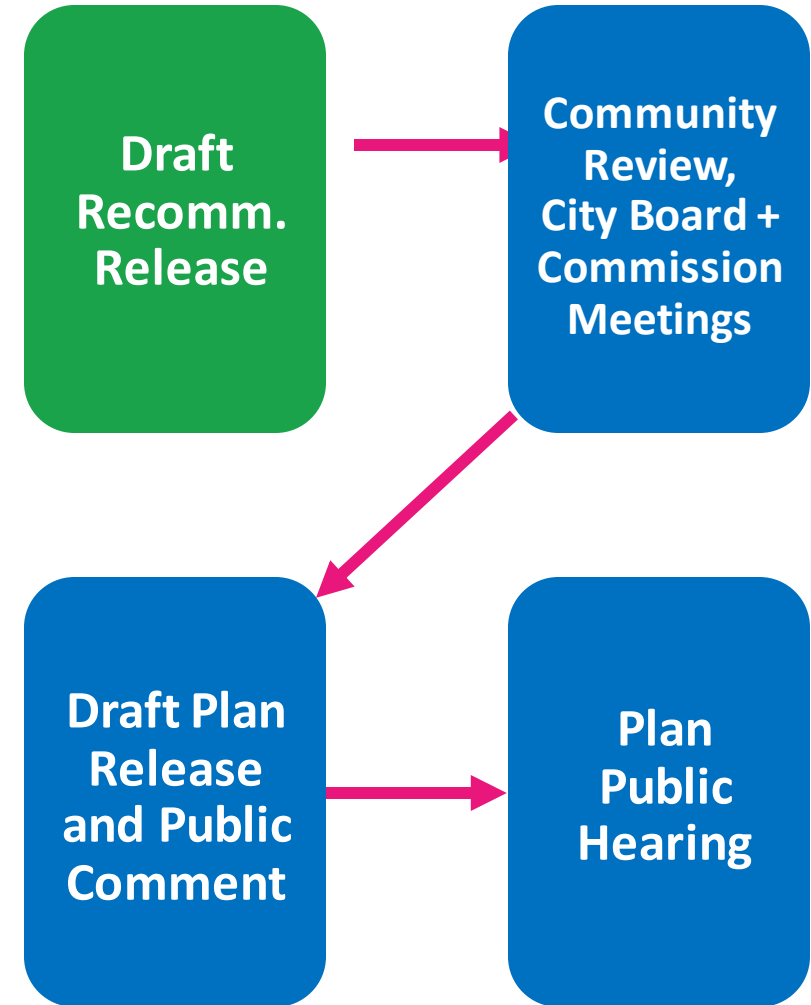 Draft
Recomm.
Release
Community
Review,
City Board +
Commission
Meetings
Draft Plan
Release
and Public
Comment
Plan
Public
Hearing